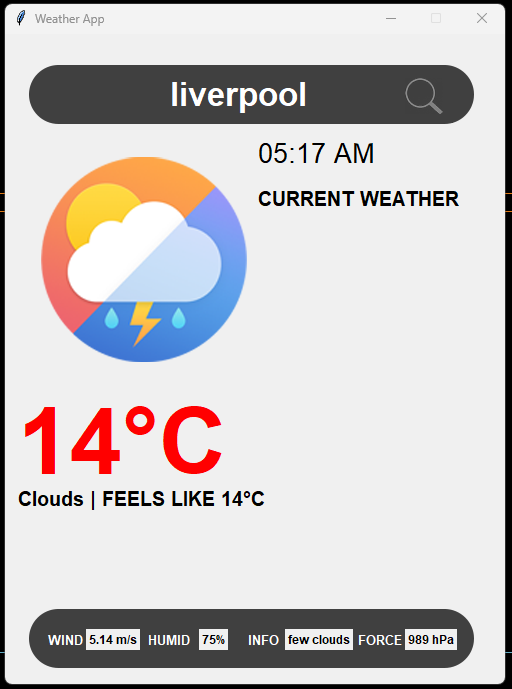 Weather App
liverpool
05:17 AM
CURRENT WEATHER
14°C
Clouds | FEELS LIKE 14°C
WIND 5.14 m/s HUMID 75% INFO few clouds FORCE 989 hPa